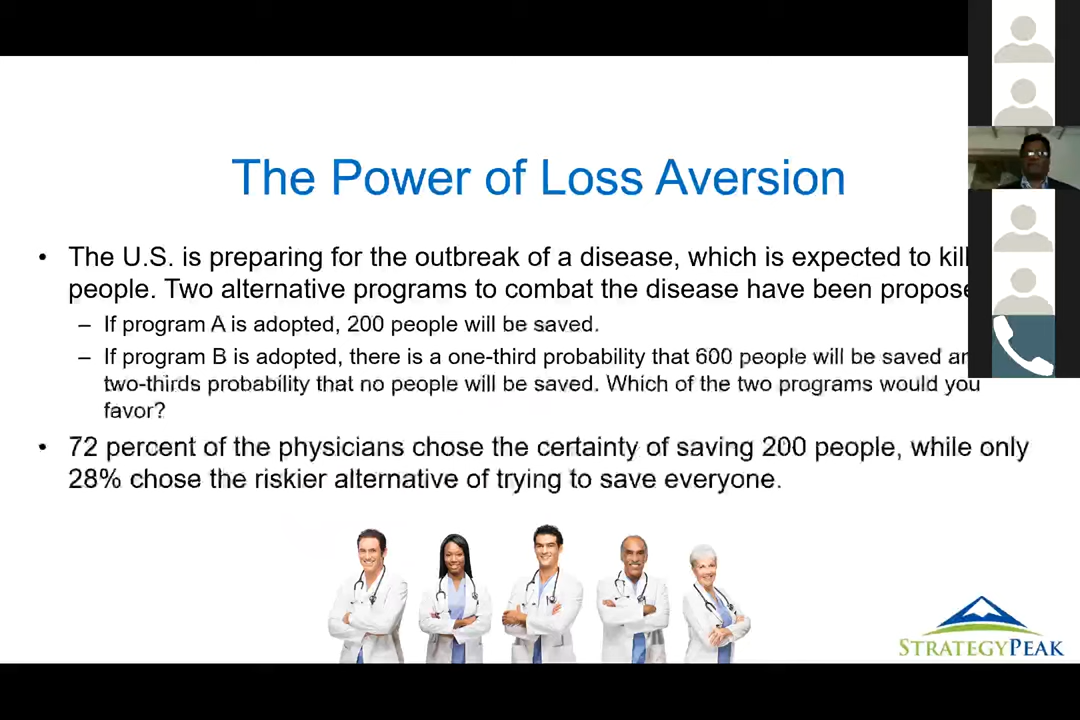 The Power of Loss Aversion
• The U.S. is preparing for the outbreak of a disease, which is expected to kill
people. Two alternative programs to combat the disease have been
– If program A is adopted, 200 people will be saved.
– If program B is adopted, there is a one-third probability that 600 people will be saved
two-thirds probability that no people will be saved. Which of the two programs would you
favor?
• 72 percent of the physicians chose the certainty of saving 200 people, while only
28% chose the riskier alternative of trying to save everyone.
STRATEGYPEAK